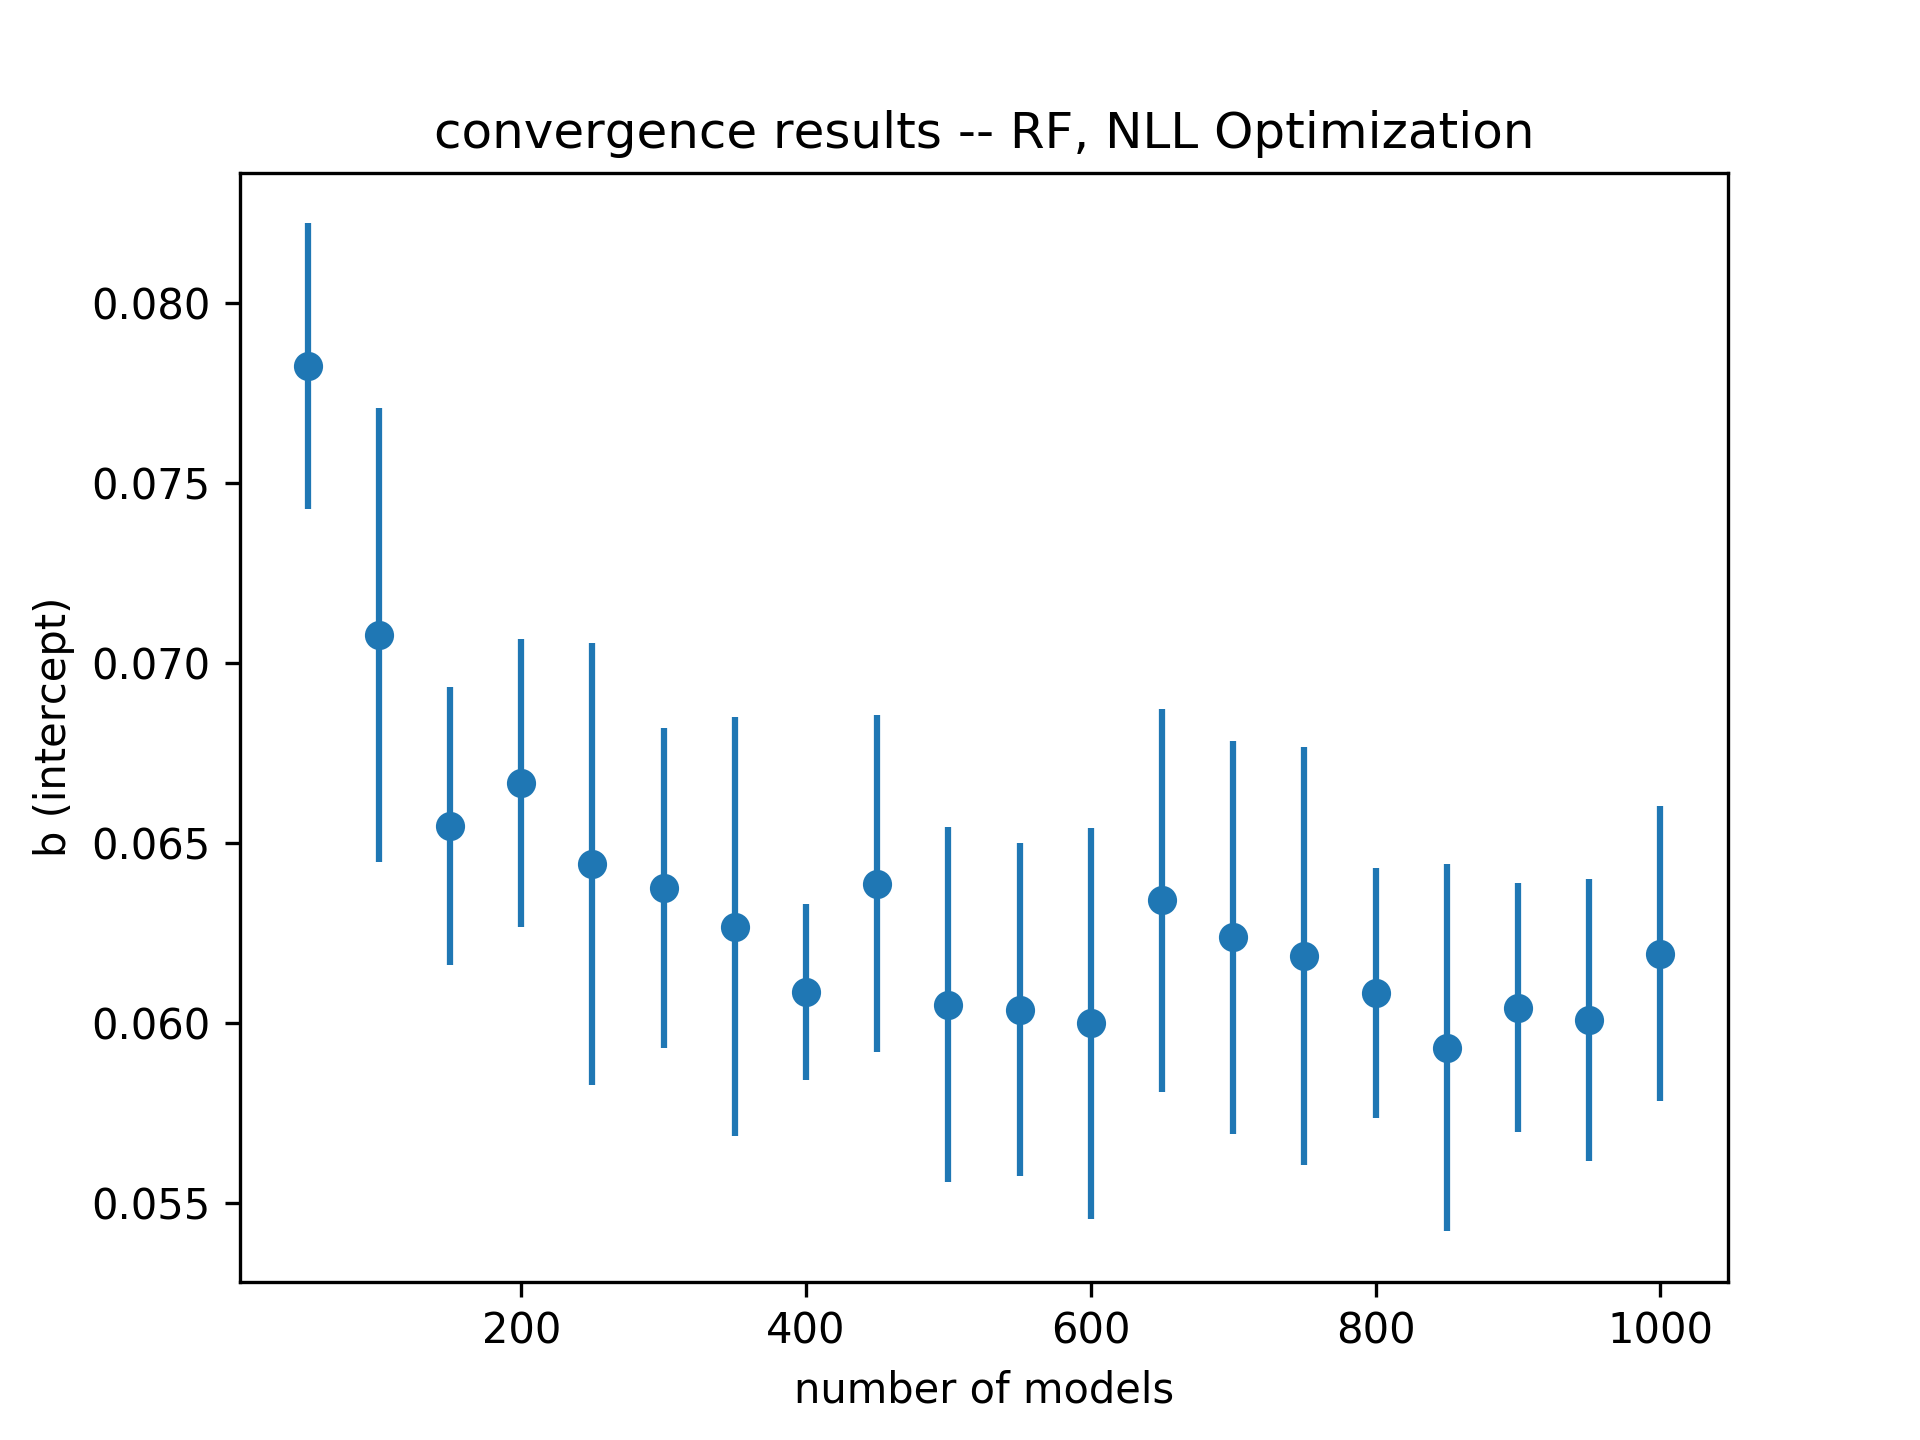 convergence results -- RF, NLL Optimization
b (intercept)
0.080
0.075
0.070
0.065
0.060
0.055
200 400 600 800 1000
number of models